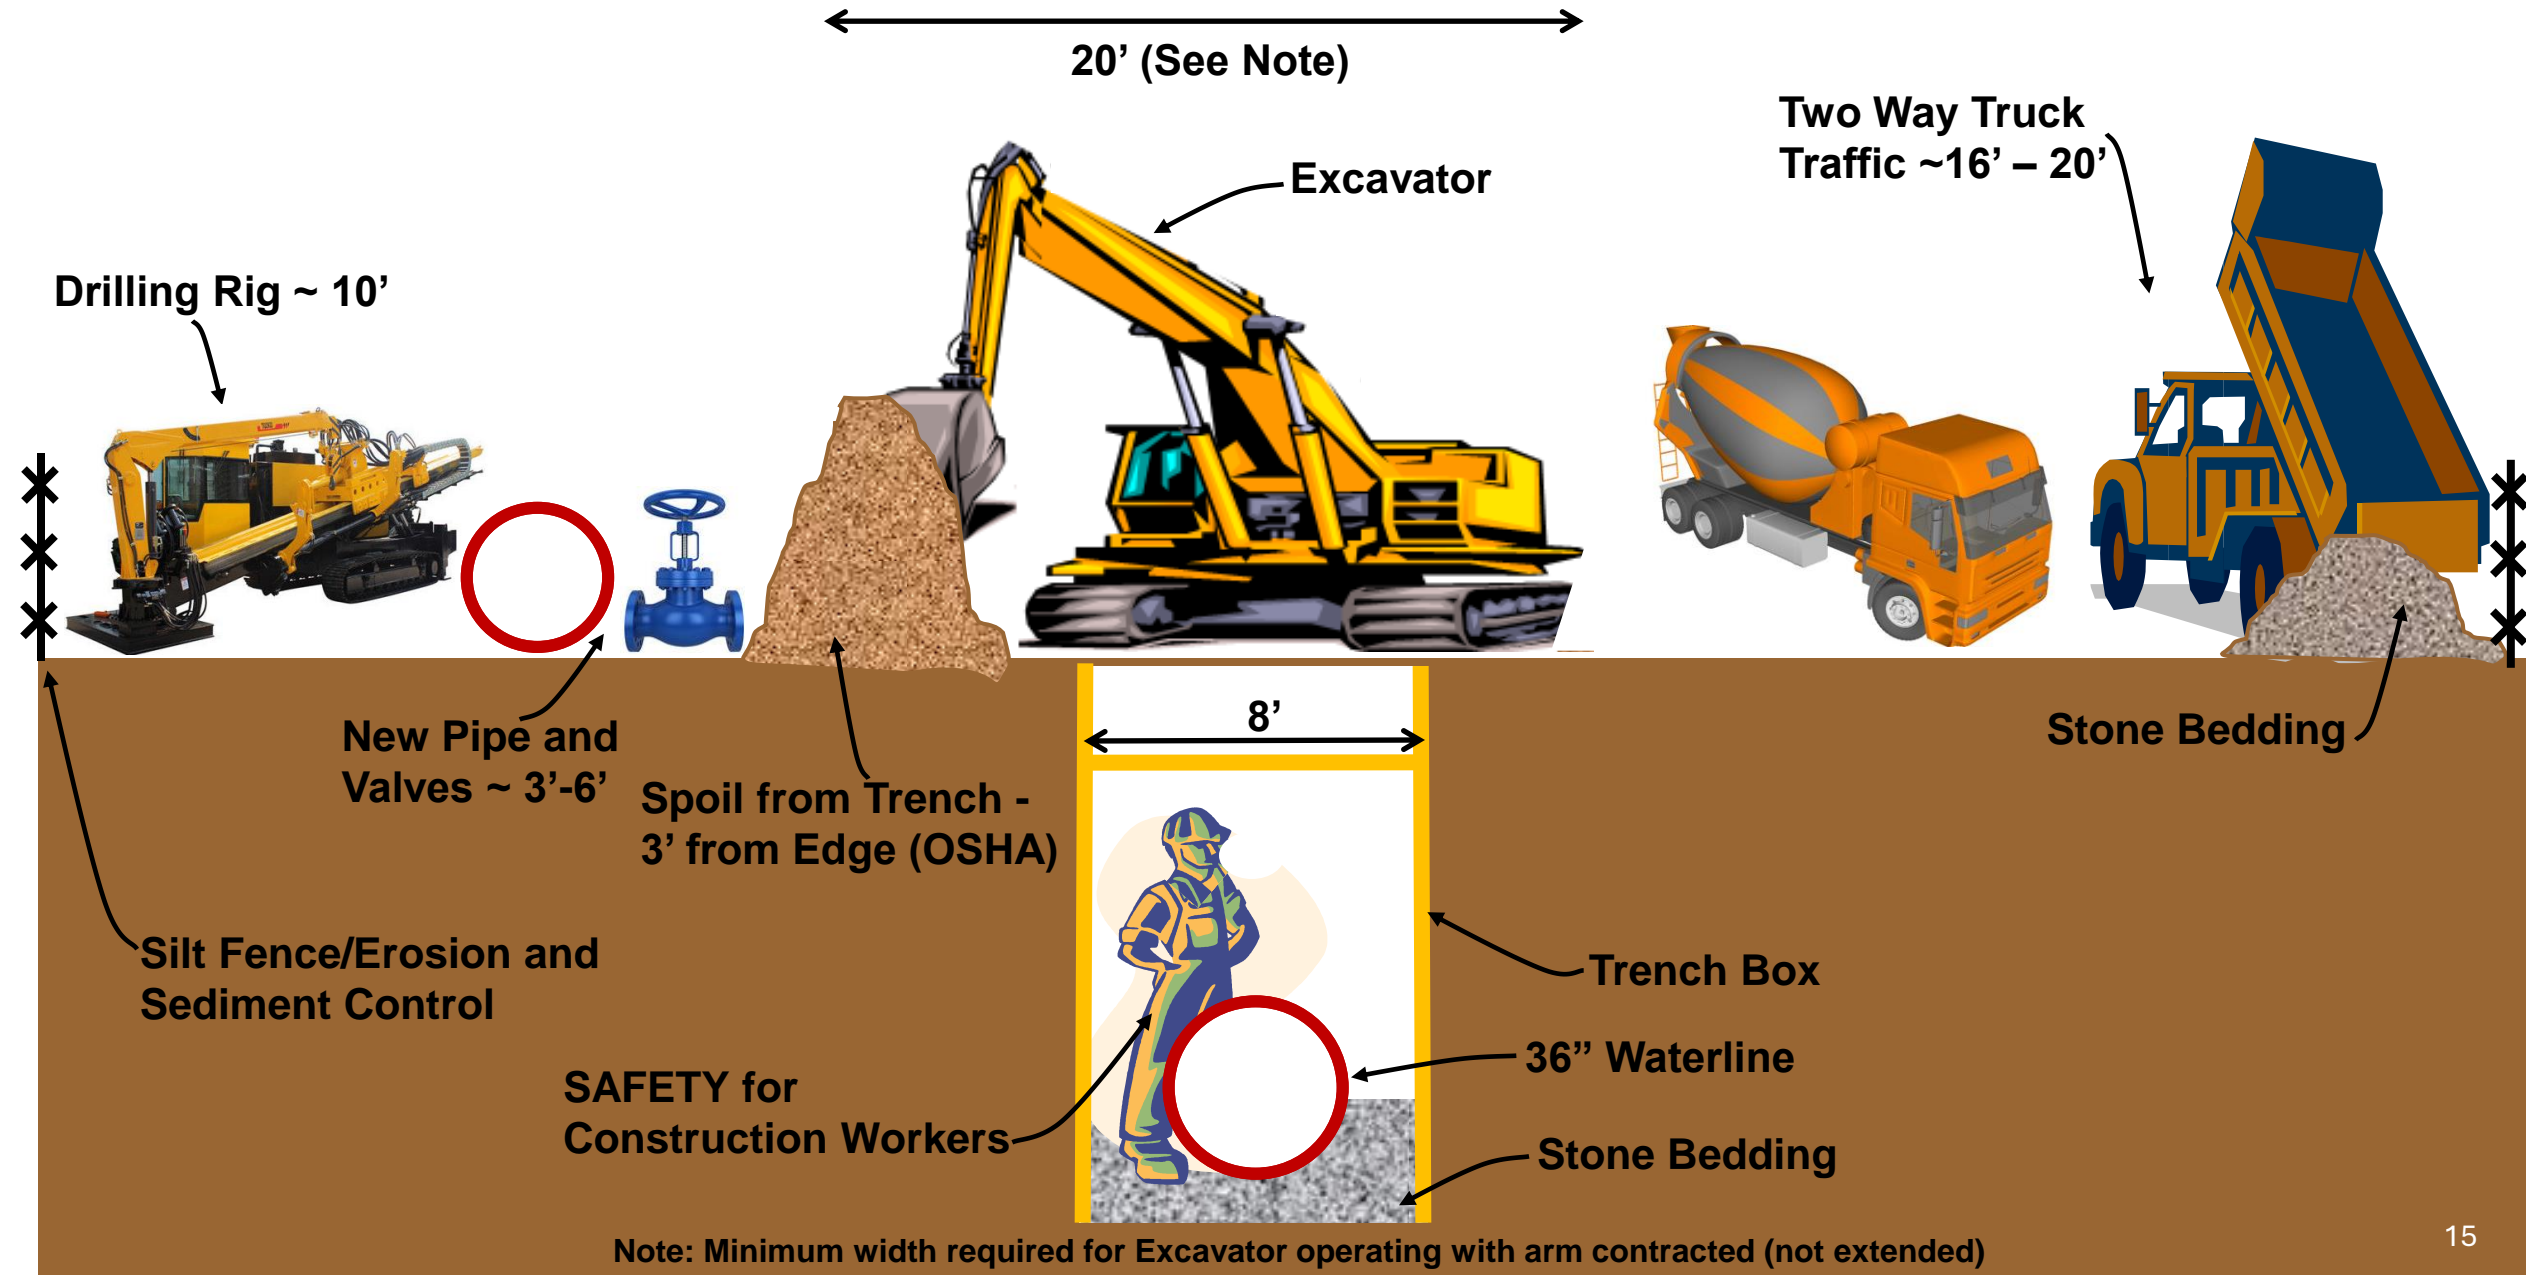 20’ (See Note)
Two Way Truck
Traffic ~16’ – 20’
Excavator
Drilling Rig ~ 10’
8’
New Pipe and
Valves ~ 3’-6’
Stone Bedding
Spoil from Trench -
3’ from Edge (OSHA)
Silt Fence/Erosion and
Sediment Control
Trench Box
36” Waterline
SAFETY for
Construction Workers
Stone Bedding
Note: Minimum width required for Excavator operating with arm contracted (not extended)
15